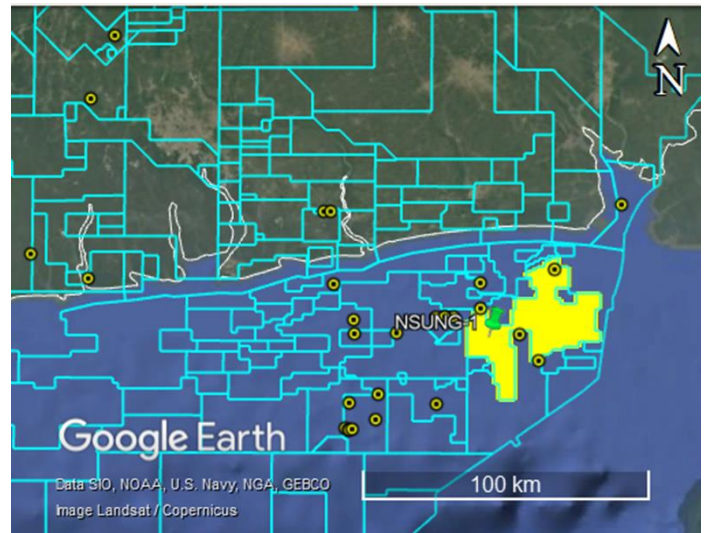 N
NSUNG-1
Google Earth
Data SIO, NOAA, U.S. Navy, NGA, GEBCO
Image Landsat / Copernicus
100 km